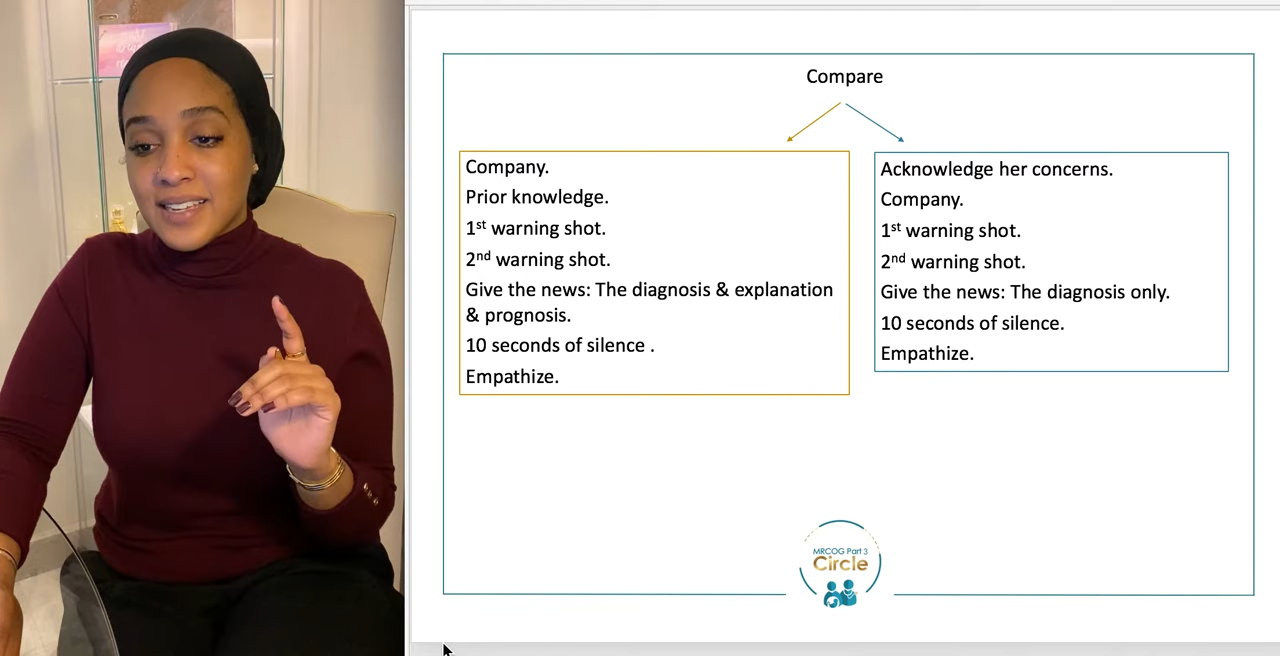 Compare
Company.
Prior knowledge.
1st warning shot.
2nd warning shot.
Give the news: The diagnosis & explanation
& prognosis.
10 seconds of silence .
Empathize.
Acknowledge her concerns.
Company.
1st warning shot.
2nd warning shot.
Give the news: The diagnosis only.
10 seconds of silence.
Empathize.
MRCOG Part 3
Circle